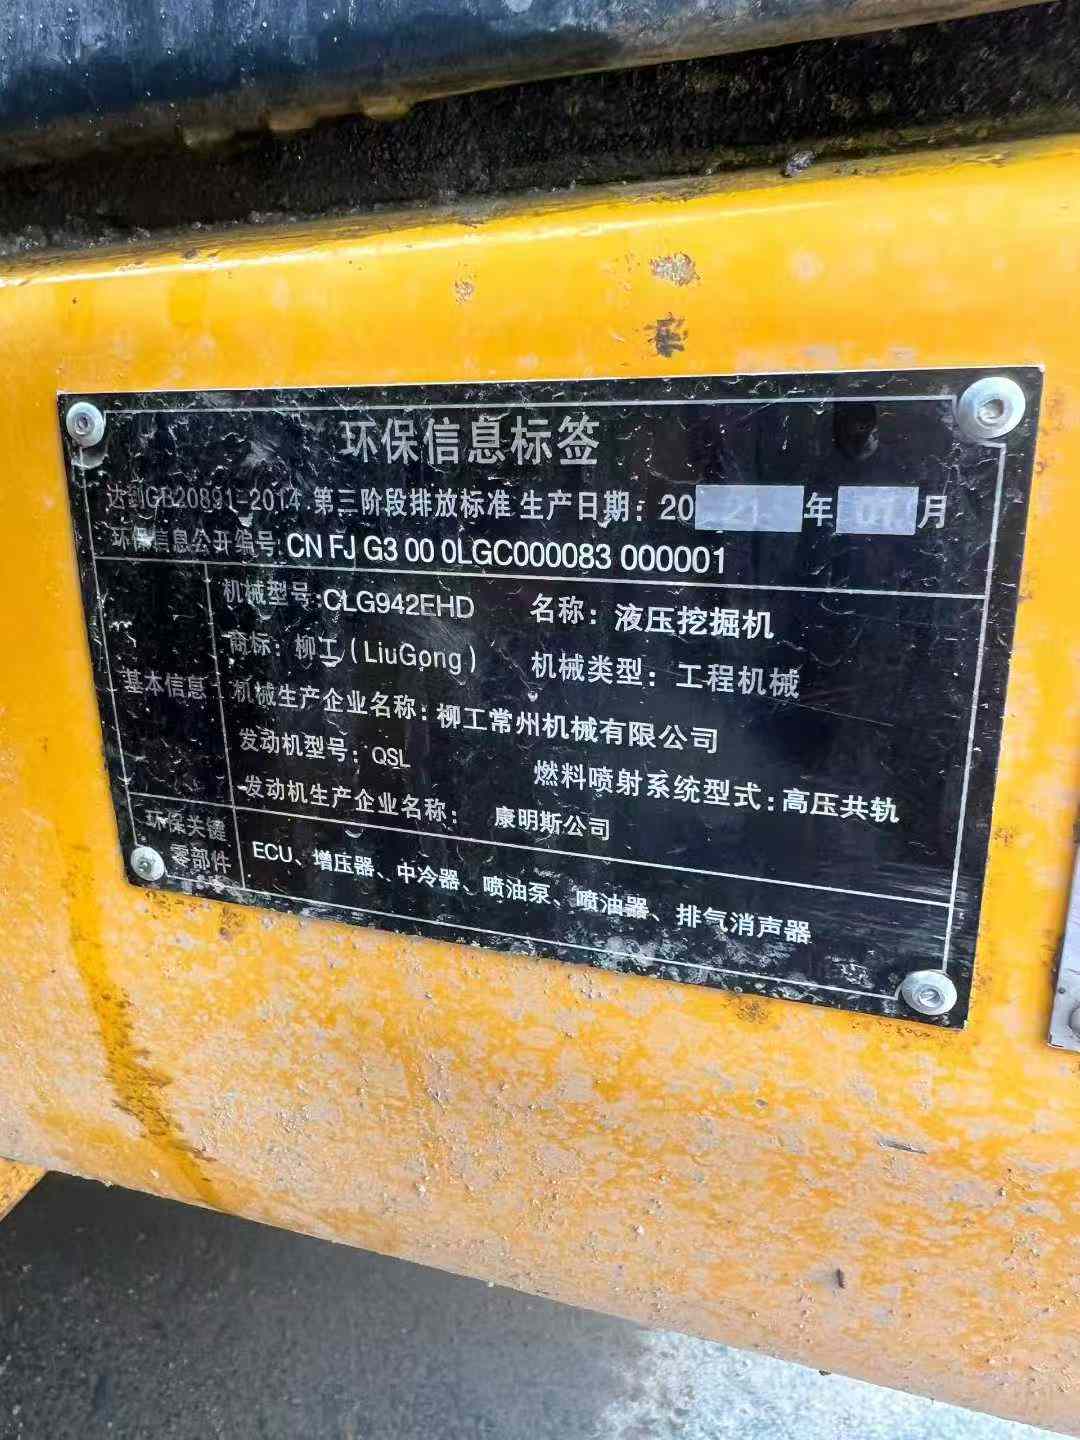 环保信息标签
达到GB20891-2014.第三阶段排放标准 生产日期：2021年01月
环保信息公开编号:CN FJ G3 00 0LGC000083 000001
基本信息
机械型号:CLG942EHD 名称：液压挖掘机
商标：柳工(LiuGong) 机械类型：工程机械
机械生产企业名称：柳工常州机械有限公司
发动机型号：QSL 燃料喷射系统型式：高压共轨
发动机生产企业名称： 康明斯公司
环保关键
零部件
ECU、增压器、中冷器、喷油泵、喷油器、排气消声器